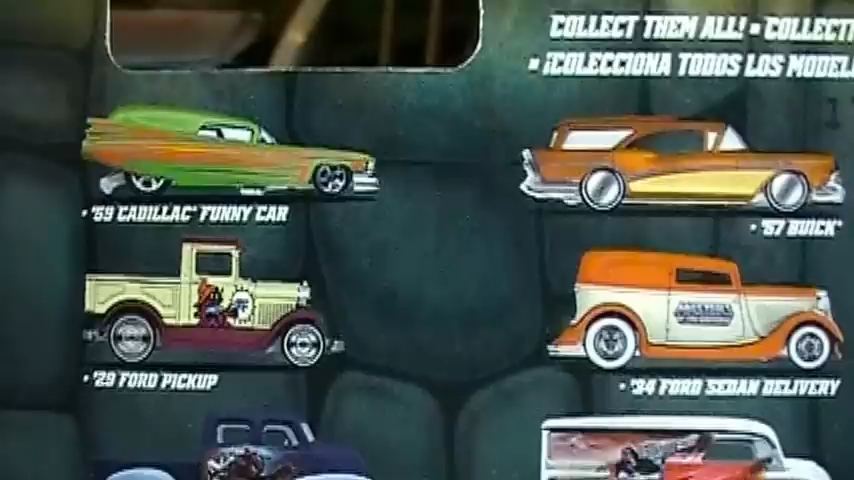 COLLECT THEM ALL! • COLLECTI
• ¡COLECCIONA TODOS LOS MODEL
• '59 CADILLAC® FUNNY CAR
• '57 BUICK®
• '29 FORD PICKUP
• '34 FORD SEDAN DELIVERY